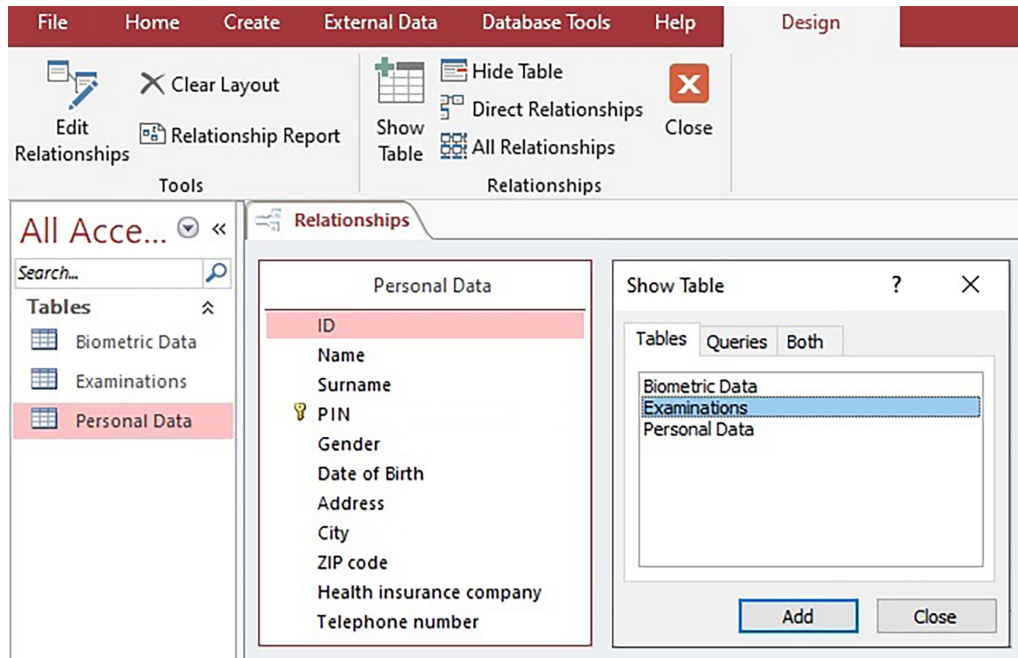 File Home Create External Data Database Tools Help Design
Edit Relationships
Clear Layout
Relationship Report
Tools
Show Table
Hide Table
Direct Relationships
All Relationships
Close
Relationships
All Acce...
Search...
Tables
Biometric Data
Examinations
Personal Data
Relationships
Personal Data
ID
Name
Surname
PIN
Gender
Date of Birth
Address
City
ZIP code
Health insurance company
Telephone number
Show Table ?
Tables Queries Both
Biometric Data
Examinations
Personal Data
Add Close